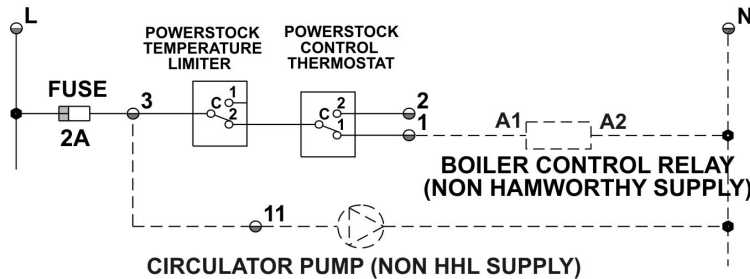 L
N
POWERSTOCK
TEMPERATURE
LIMITER
POWERSTOCK
CONTROL
THERMOSTAT
FUSE
2A
3
C
1
2
C
2
1
2
1
A1
A2
BOILER CONTROL RELAY
(NON HAMWORTHY SUPPLY)
11
CIRCULATOR PUMP (NON HHL SUPPLY)